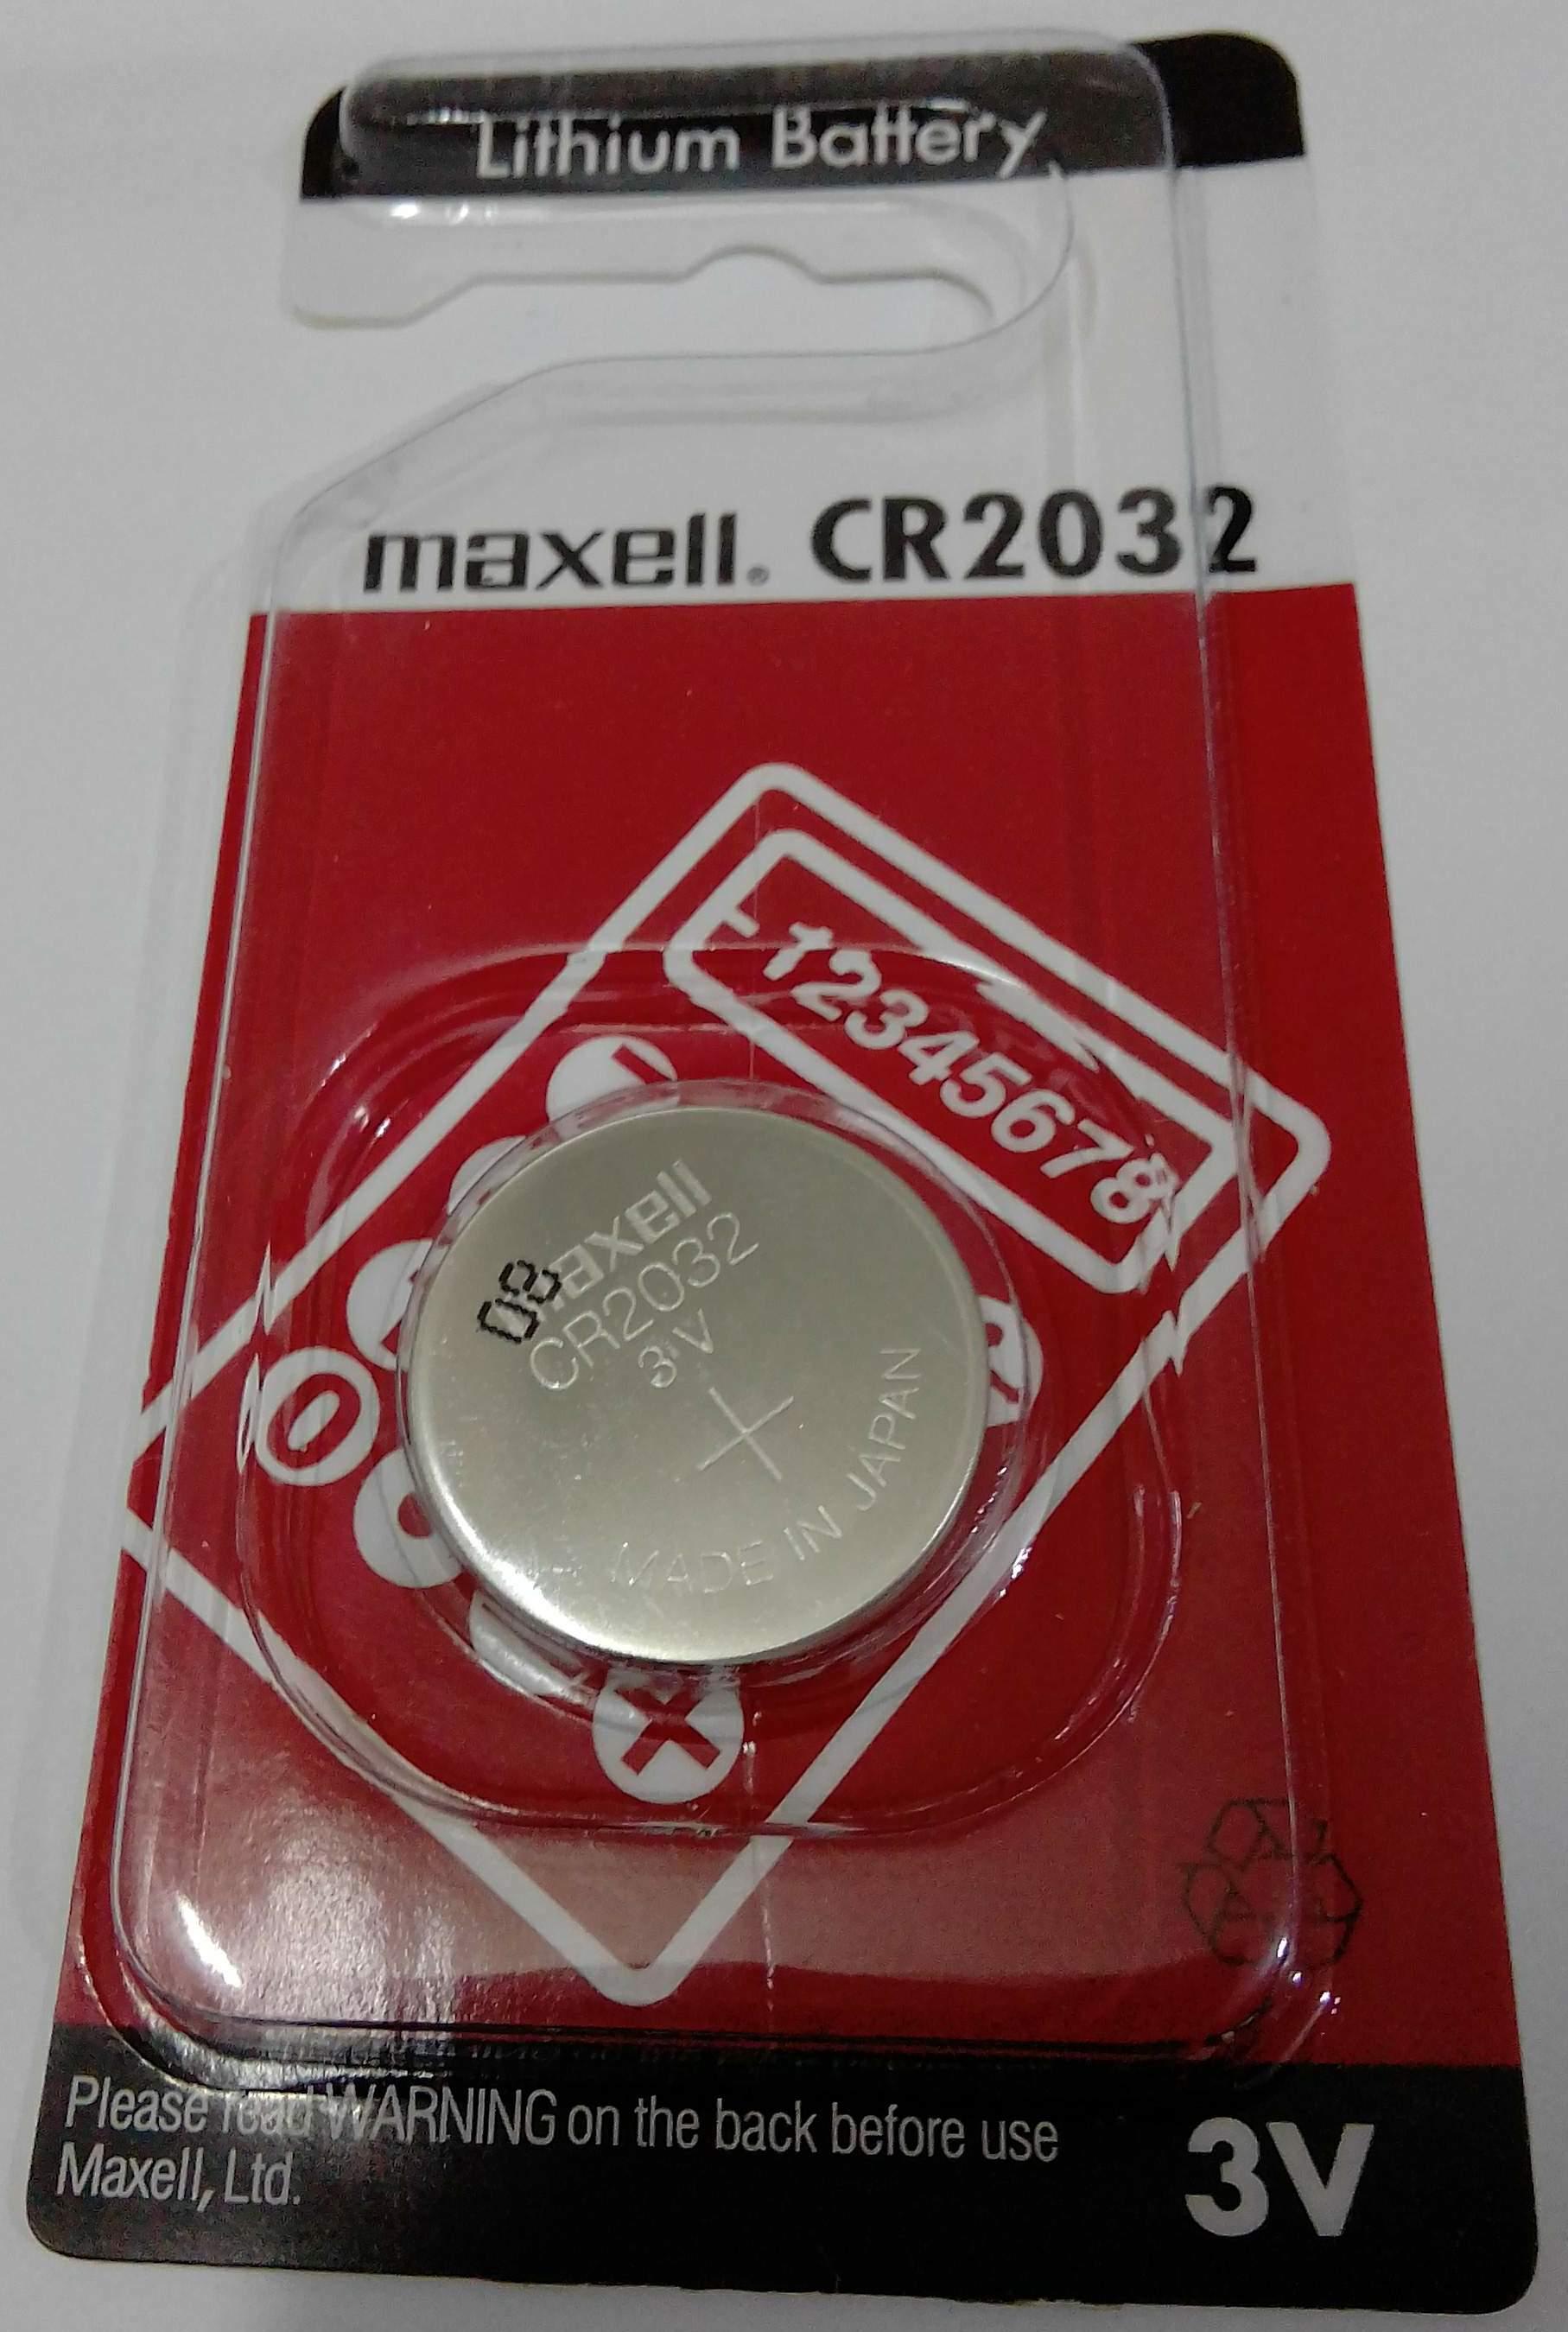 Lithium Battery
maxell® CR2032
-12345678
maxell
CR2032
3V
08
+
MADE IN JAPAN
Please read WARNING on the back before use
Maxell, Ltd.
3V